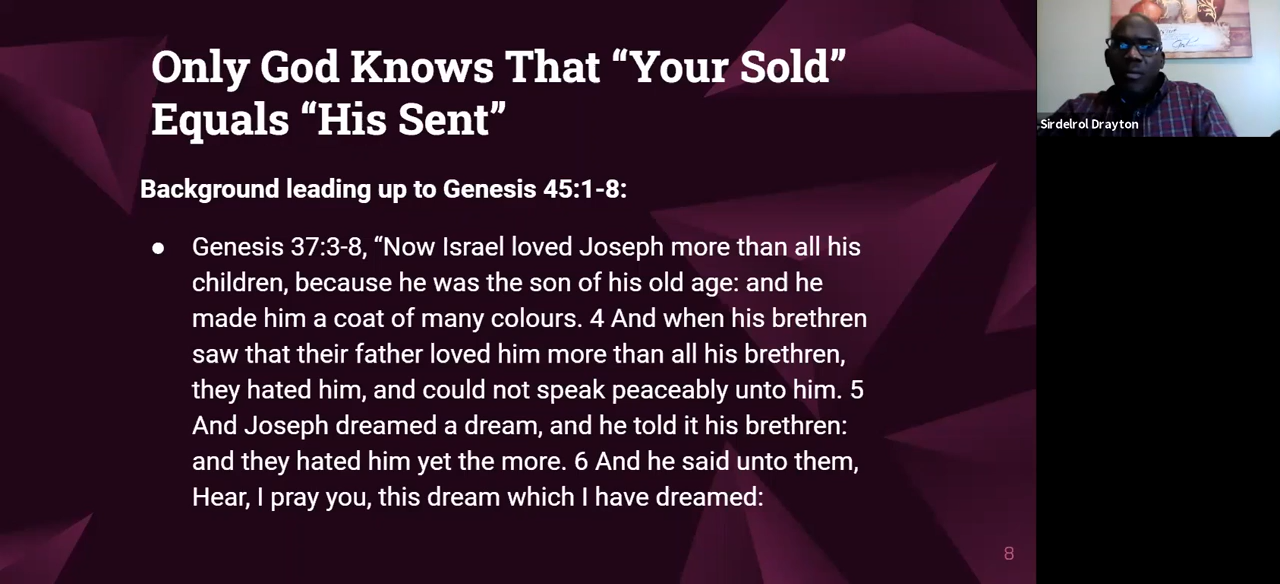 Only God Knows That “Your Sold”
Equals “His Sent”
Background leading up to Genesis 45:1-8:
● Genesis 37:3-8, “Now Israel loved Joseph more than all his
children, because he was the son of his old age: and he
made him a coat of many colours. 4 And when his brethren
saw that their father loved him more than all his brethren,
they hated him, and could not speak peaceably unto him. 5
And Joseph dreamed a dream, and he told it his brethren:
and they hated him yet the more. 6 And he said unto them,
Hear, I pray you, this dream which I have dreamed:
8
Sirdelrol Drayton